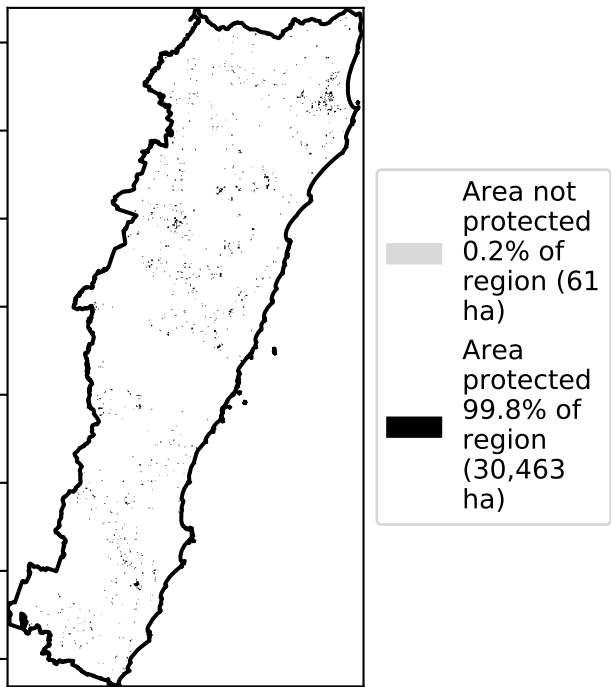 Area not
protected
0.2% of
region (61
ha)
Area
protected
99.8% of
region
(30,463
ha)